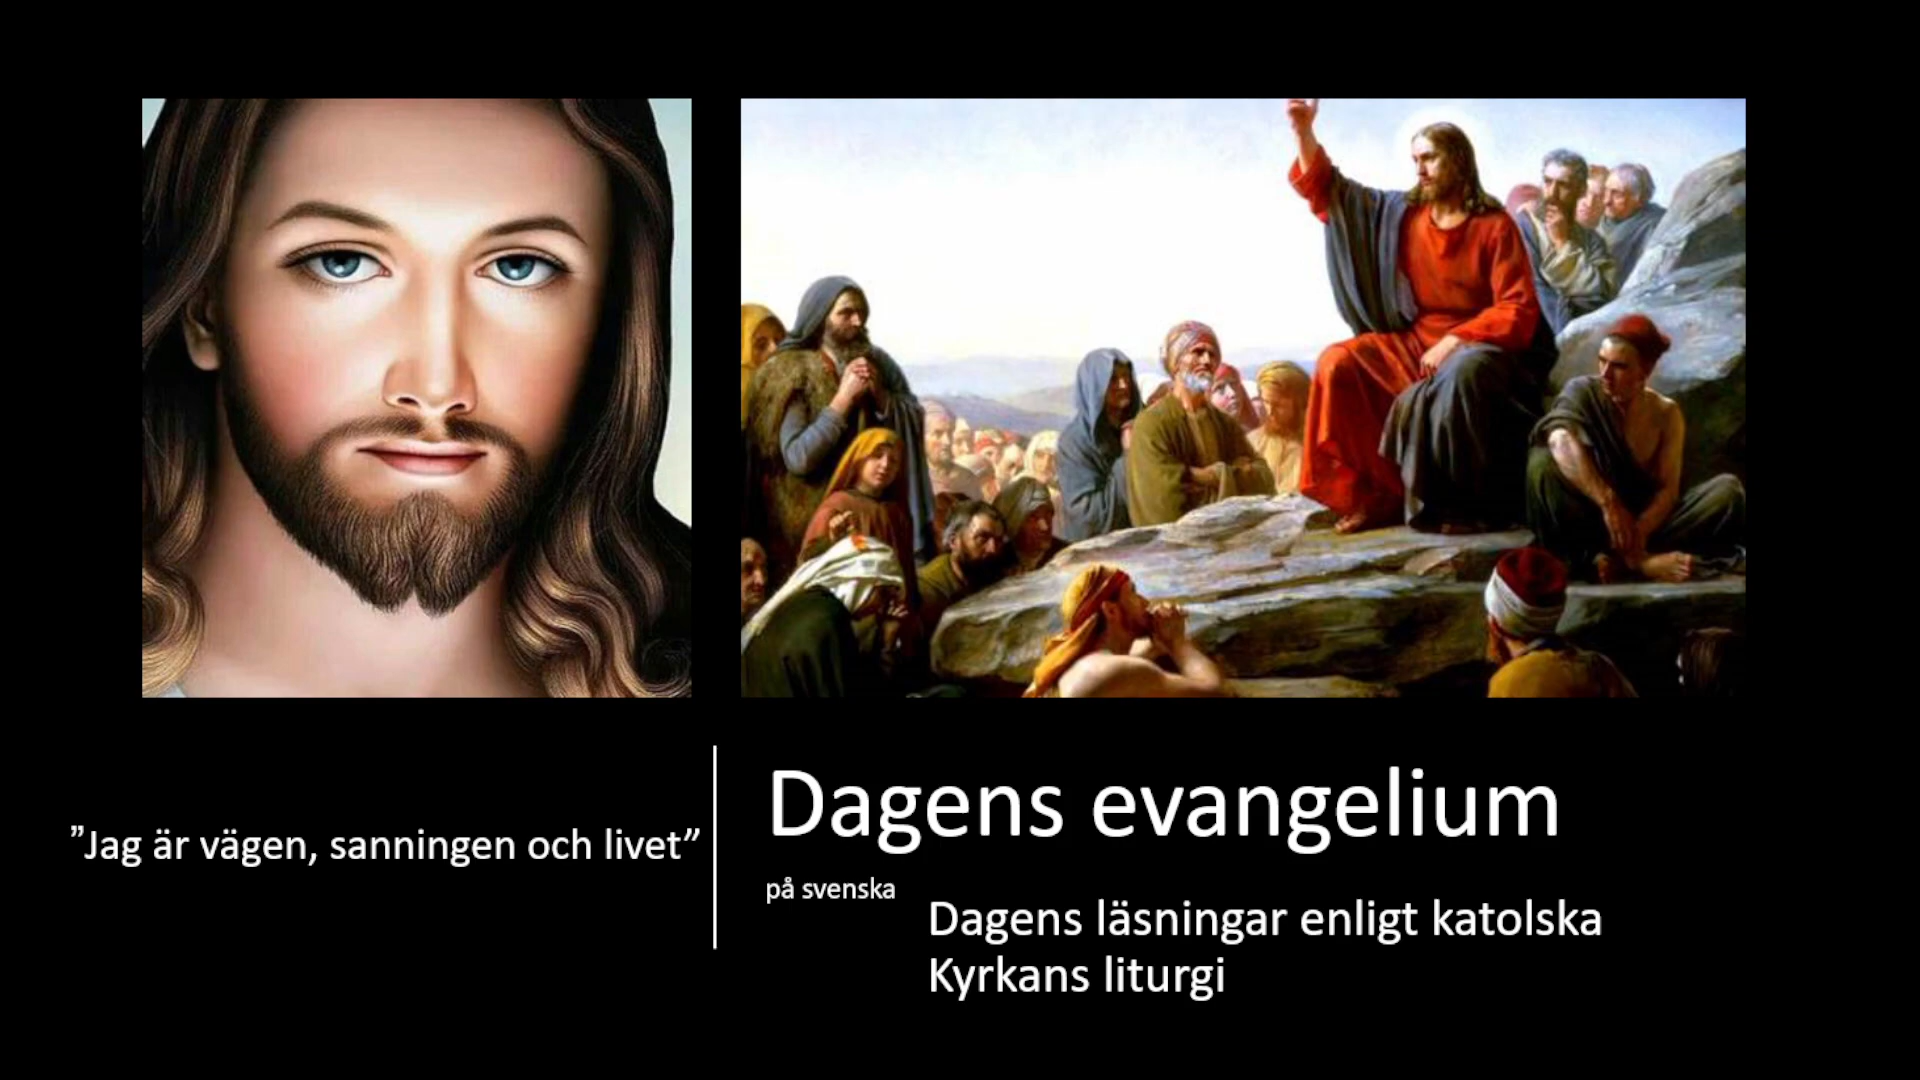 ”Jag är vägen, sanningen och livet”
Dagens evangelium
på svenska
Dagens läsningar enligt katolska
Kyrkans liturgi